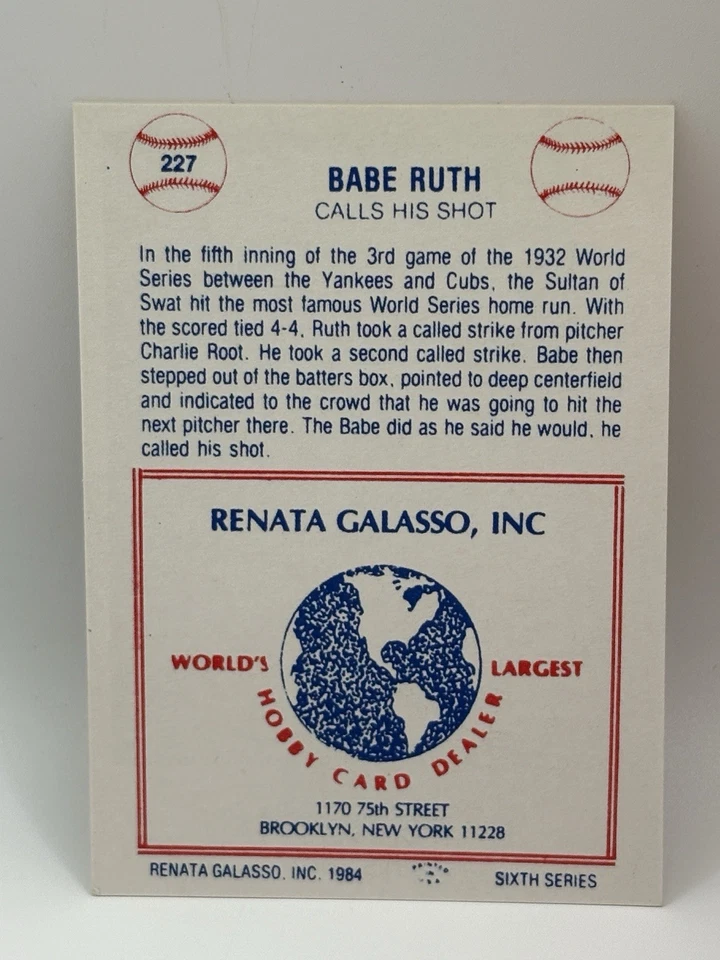 227
BABE RUTH
CALLS HIS SHOT
In the fifth inning of the 3rd game of the 1932 World
Series between the Yankees and Cubs, the Sultan of
Swat hit the most famous World Series home run. With
the scored tied 4-4, Ruth took a called strike from pitcher
Charlie Root. He took a second called strike. Babe then
stepped out of the batters box, pointed to deep centerfield
and indicated to the crowd that he was going to hit the
next pitcher there. The Babe did as he said he would, he
called his shot.
RENATA GALASSO, INC
WORLD'S LARGEST
HOBBY CARD DEALER
1170 75th STREET
BROOKLYN, NEW YORK 11228
RENATA GALASSO, INC. 1984 PRINTED U.S.A. SIXTH SERIES